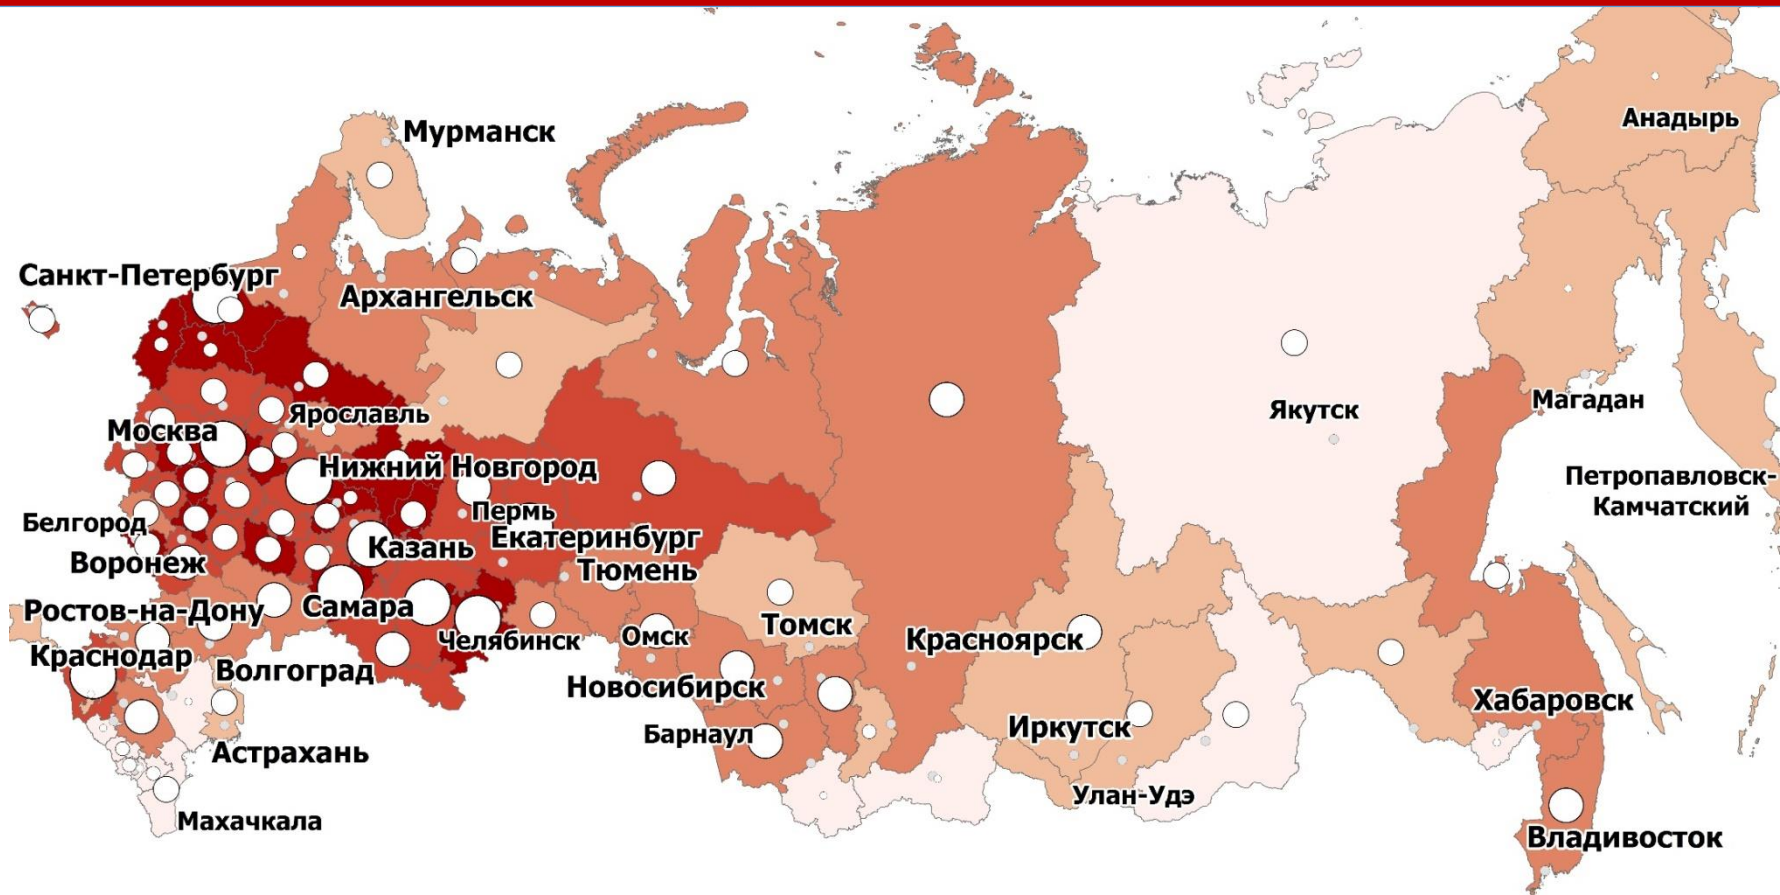 Мурманск
Анадырь
Санкт-Петербург
Архангельск
Магадан
Якутск
Ярославль
Москва
Нижний Новгород
Петропавловск-
Камчатский
Пермь
Белгород
Екатеринбург
Казань
Воронеж
Тюмень
Самара
Ростов-на-Дону
Томск
Омск
Челябинск
Красноярск
Краснодар
Волгоград
Новосибирск
Хабаровск
Иркутск
Барнаул
Астрахань
Улан-Удэ
Махачкала
Владивосток